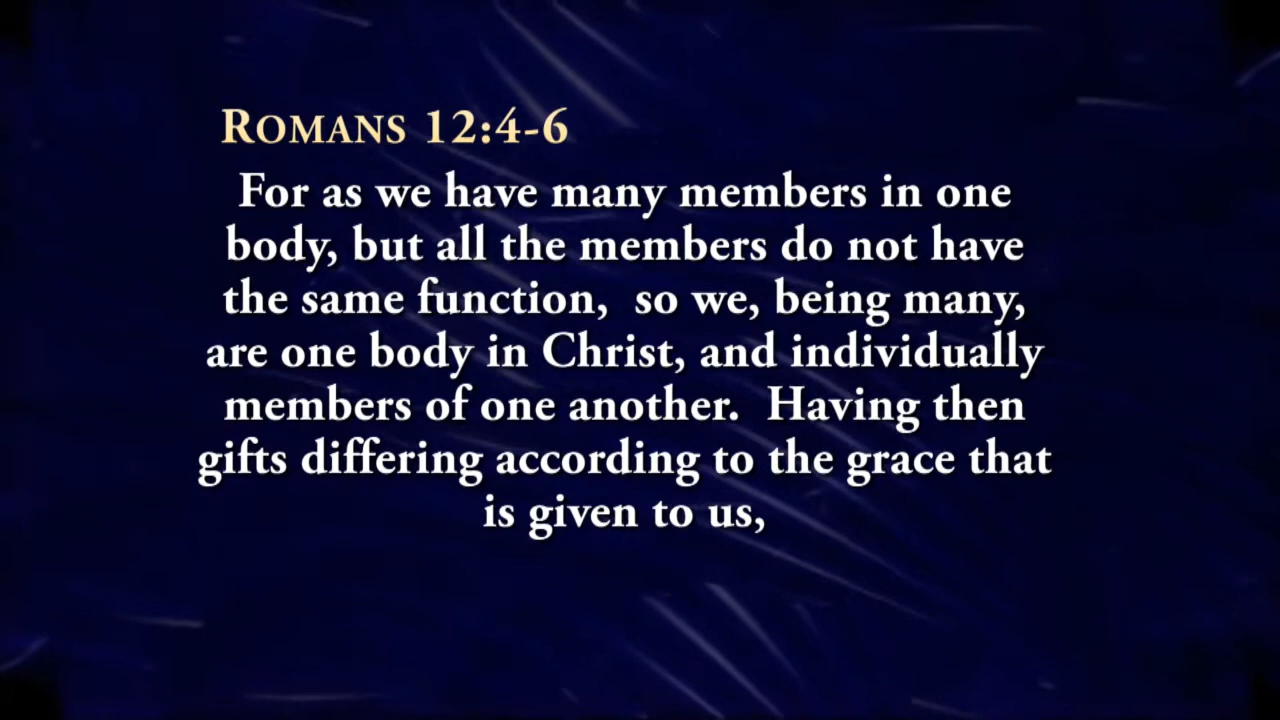 ROMANS 12:4-6
For as we have many members in one
body, but all the members do not have
the same function,  so we, being many,
are one body in Christ, and individually
members of one another.  Having then
gifts differing according to the grace that
is given to us,